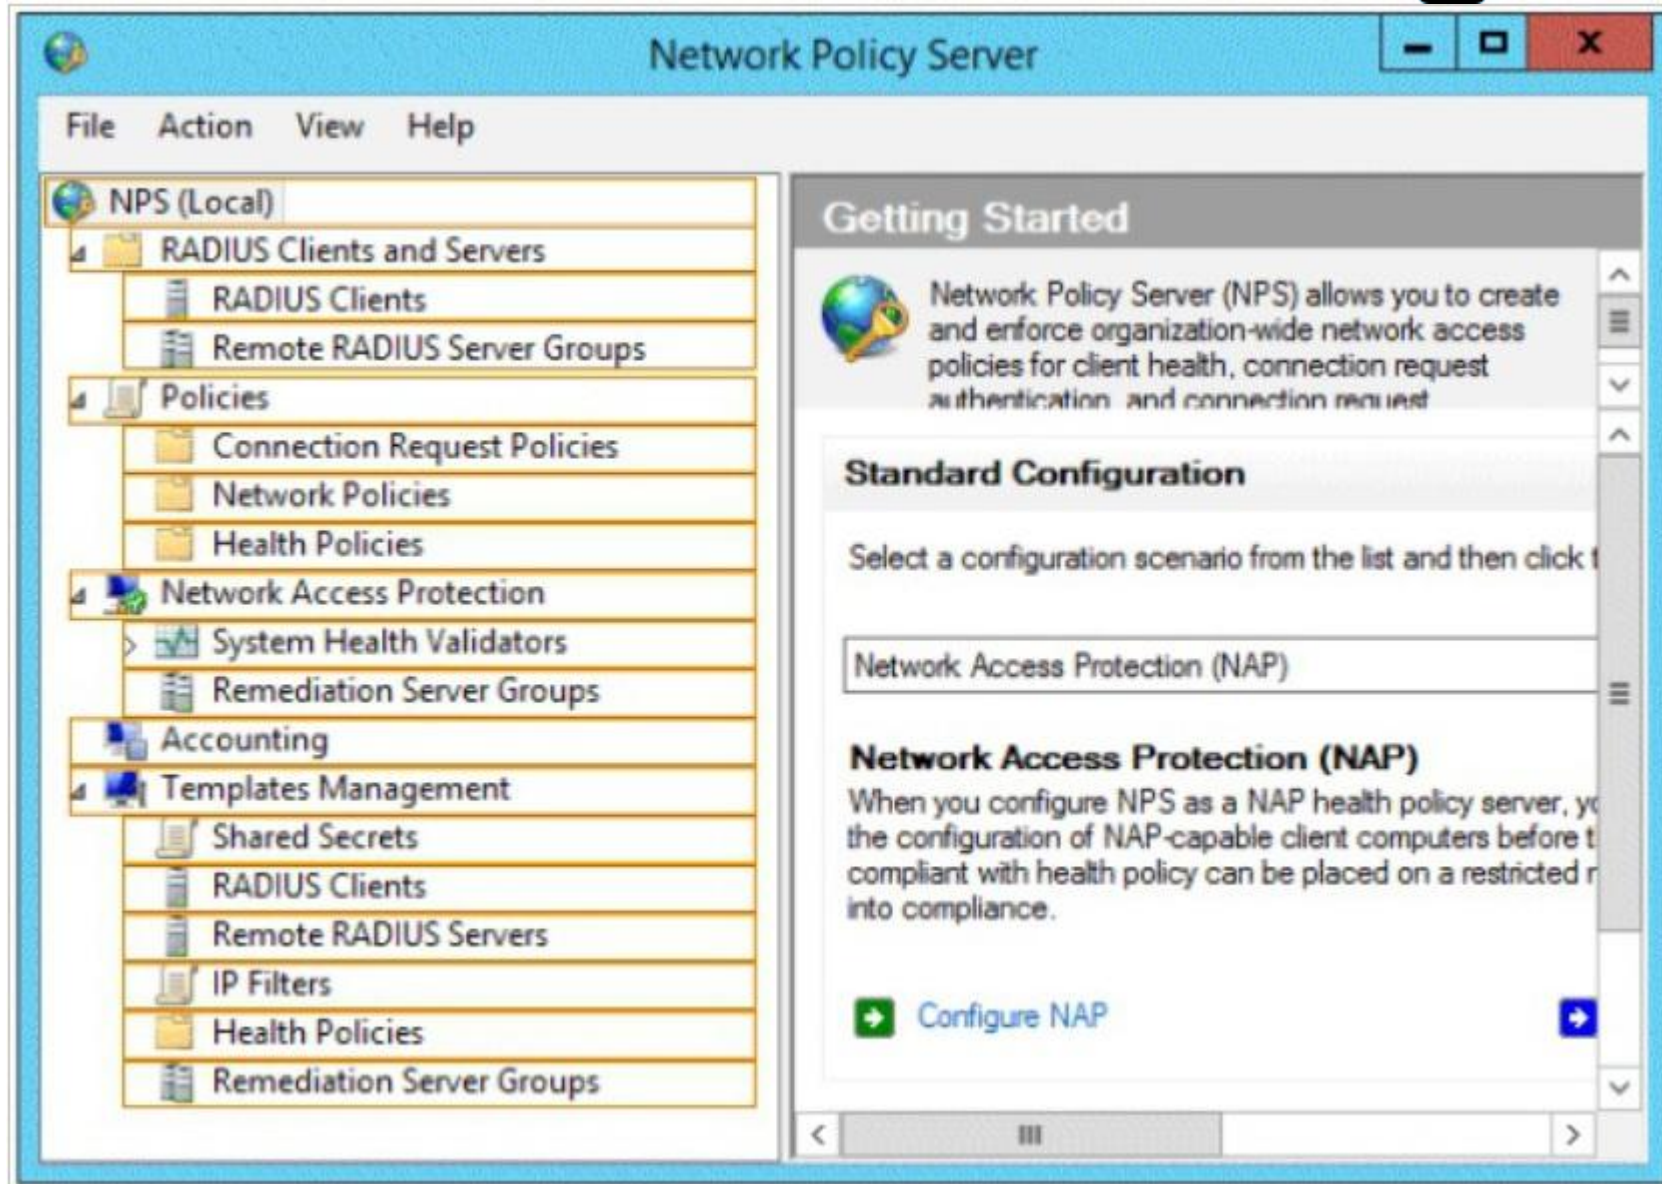 Network Policy Server
File Action View Help
NPS (Local)
RADIUS Clients and Servers
RADIUS Clients
Remote RADIUS Server Groups
Policies
Connection Request Policies
Network Policies
Health Policies
Network Access Protection
System Health Validators
Remediation Server Groups
Accounting
Templates Management
Shared Secrets
RADIUS Clients
Remote RADIUS Servers
IP Filters
Health Policies
Remediation Server Groups
Getting Started
Network Policy Server (NPS) allows you to create
and enforce organization-wide network access
policies for client health, connection request
authentication, and connection request
Standard Configuration
Select a configuration scenario from the list and then click
Network Access Protection (NAP)
Network Access Protection (NAP)
When you configure NPS as a NAP health policy server,
the configuration of NAP-capable client computers before
compliant with health policy can be placed on a restricted
into compliance.
Configure NAP